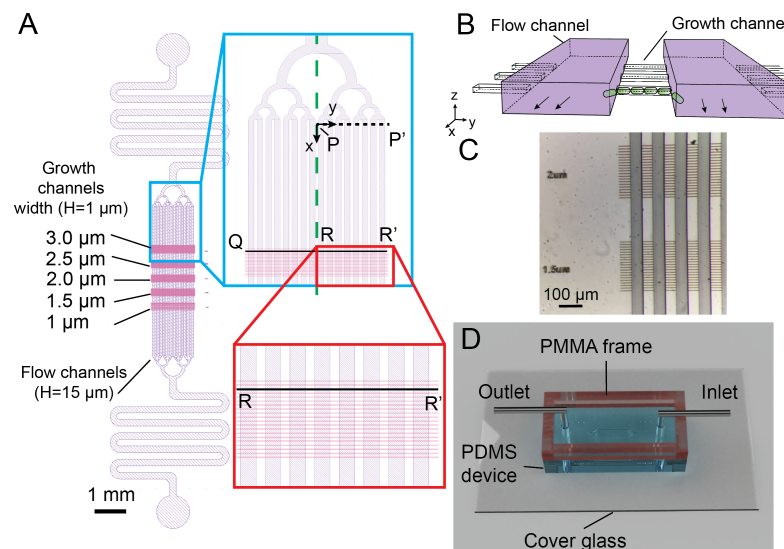 A
Growth
channels
width (H=1 µm)
3.0 µm
2.5 µm
2.0 µm
1.5 µm
1 µm
Flow channels
(H=15 µm)
1 mm
y
x
P
P'
Q
R
R'
R
R'
B
Flow channel
Growth channel
z
y
x
C
2um
1.5um
100 µm
D
PMMA frame
Outlet
Inlet
PDMS
device
Cover glass